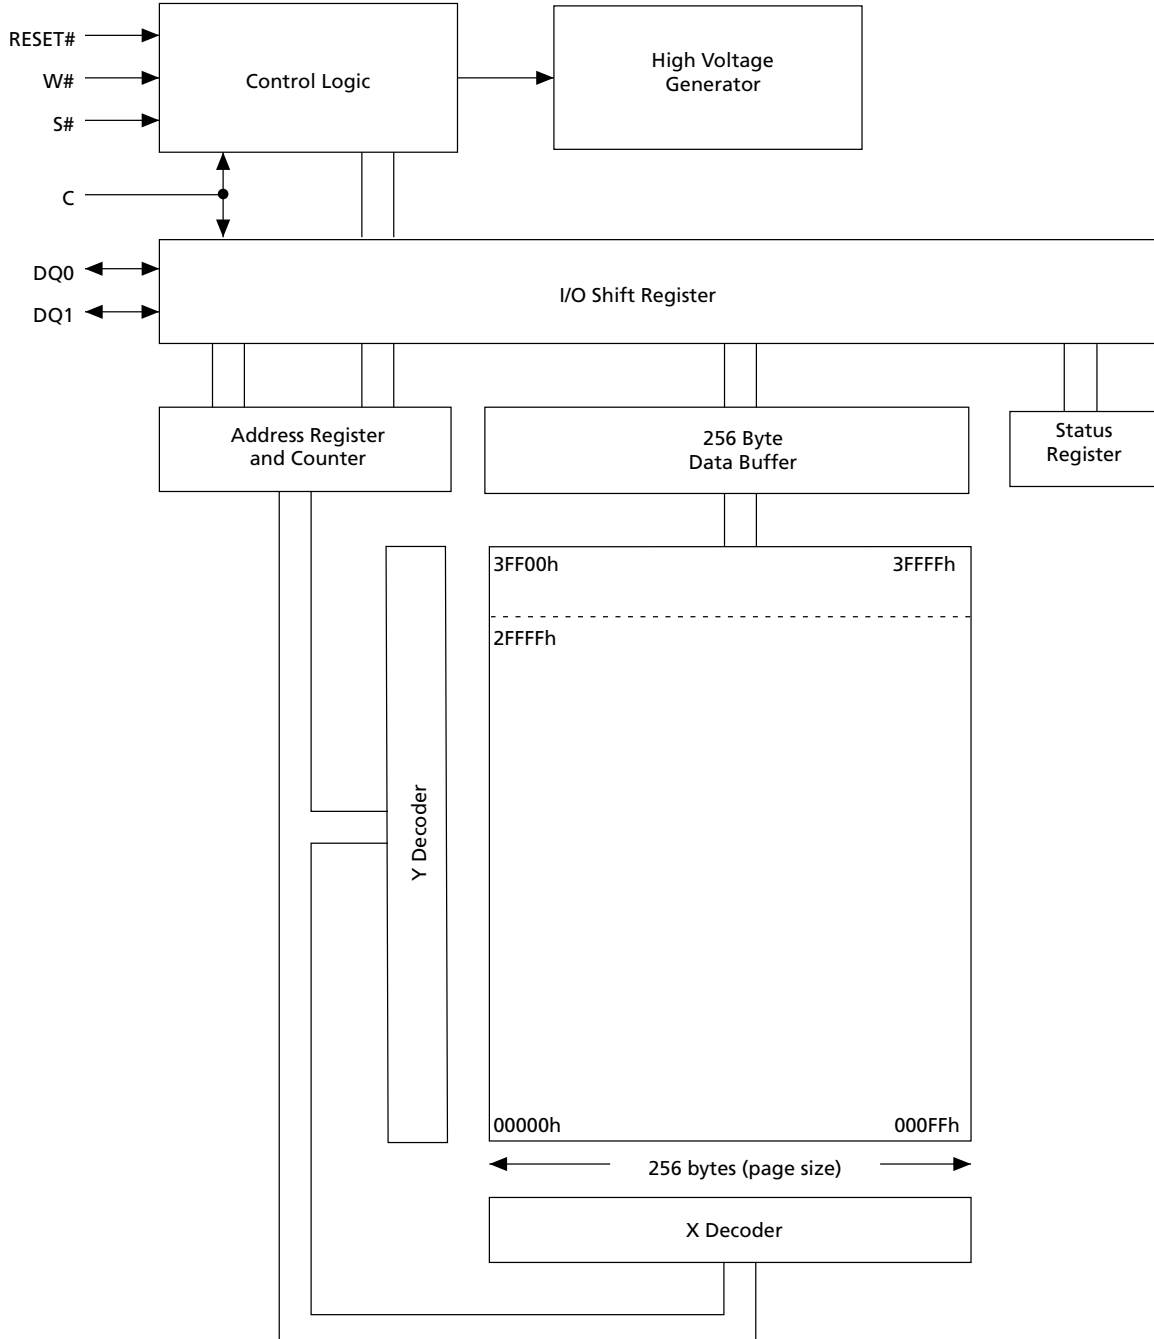 RESET#
W#
S#
C
DQ0
DQ1
Control Logic
High Voltage
Generator
I/O Shift Register
Address Register
and Counter
256 Byte
Data Buffer
Status
Register
3FF00h
3FFFFh
2FFFFh
Y Decoder
00000h
000FFh
256 bytes (page size)
X Decoder